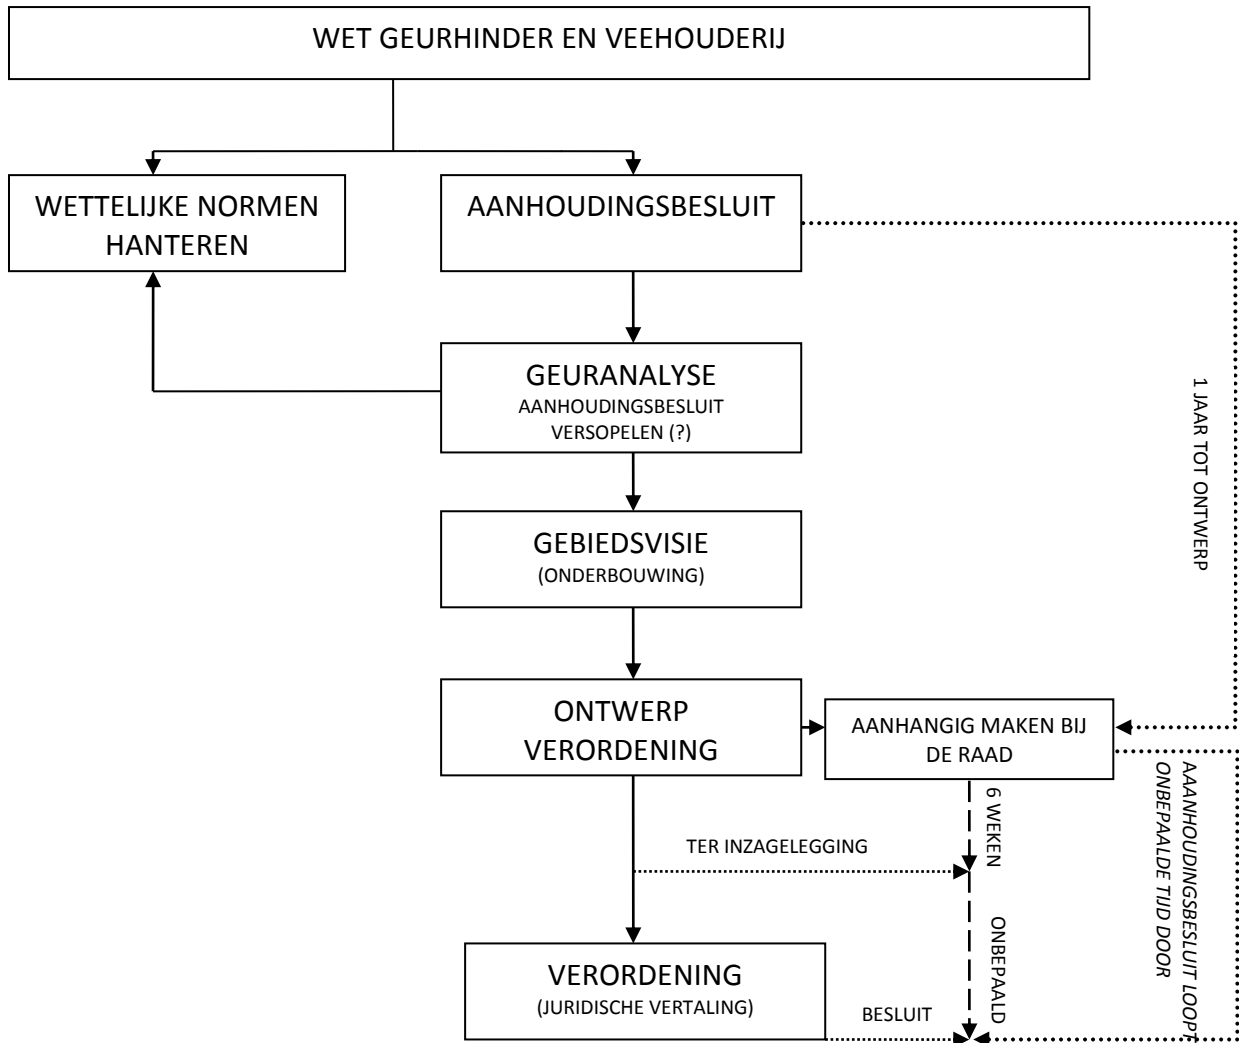 WET GEURHINDER EN VEEHOUDERIJ
WETTELIJKE NORMEN
HANTEREN
AANHOUDINGSBESLUIT
GEURANALYSE
AANHOUDINGSBESLUIT
VERSOPELEN (?)
1 JAAR TOT ONTWERP
GEBIEDSVISIE
(ONDERBOUWING)
ONTWERP
VERORDENING
AANHANGIG MAKEN BIJ
DE RAAD
6 WEKEN
AAANHOUDINGSBESLUIT LOOPT
ONBEPAALDE TIJD DOOR
TER INZAGELEGGING
ONBEPAALD
VERORDENING
(JURIDISCHE VERTALING)
BESLUIT